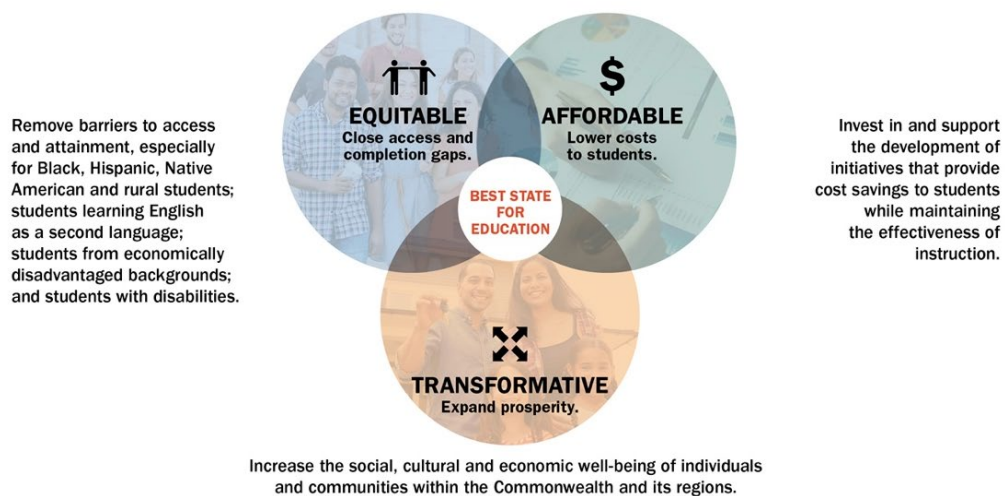 EQUITABLE
Close access and
completion gaps.
$
AFFORDABLE
Lower costs
to students.
Remove barriers to access
and attainment, especially
for Black, Hispanic, Native
American and rural students;
students learning English
as a second language;
students from economically
disadvantaged backgrounds;
and students with disabilities.
BEST STATE
FOR
EDUCATION
Invest in and support
the development of
initiatives that provide
cost savings to students
while maintaining
the effectiveness of
instruction.
TRANSFORMATIVE
Expand prosperity.
Increase the social, cultural and economic well-being of individuals
and communities within the Commonwealth and its regions.